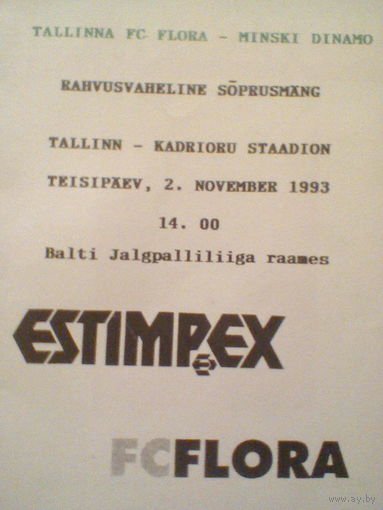 TALLINNA FC FLORA - MINSKI DINAMO
RAHVUSVAHELINE SÕPRUSMÄNG
TALLINN - KADRIORU STAADION
TEISIPÄEV, 2. NOVEMBER 1993
14. 00
Balti Jalgpalliliiga raames
ESTIMPEX
FCFLORA
www.ay.by